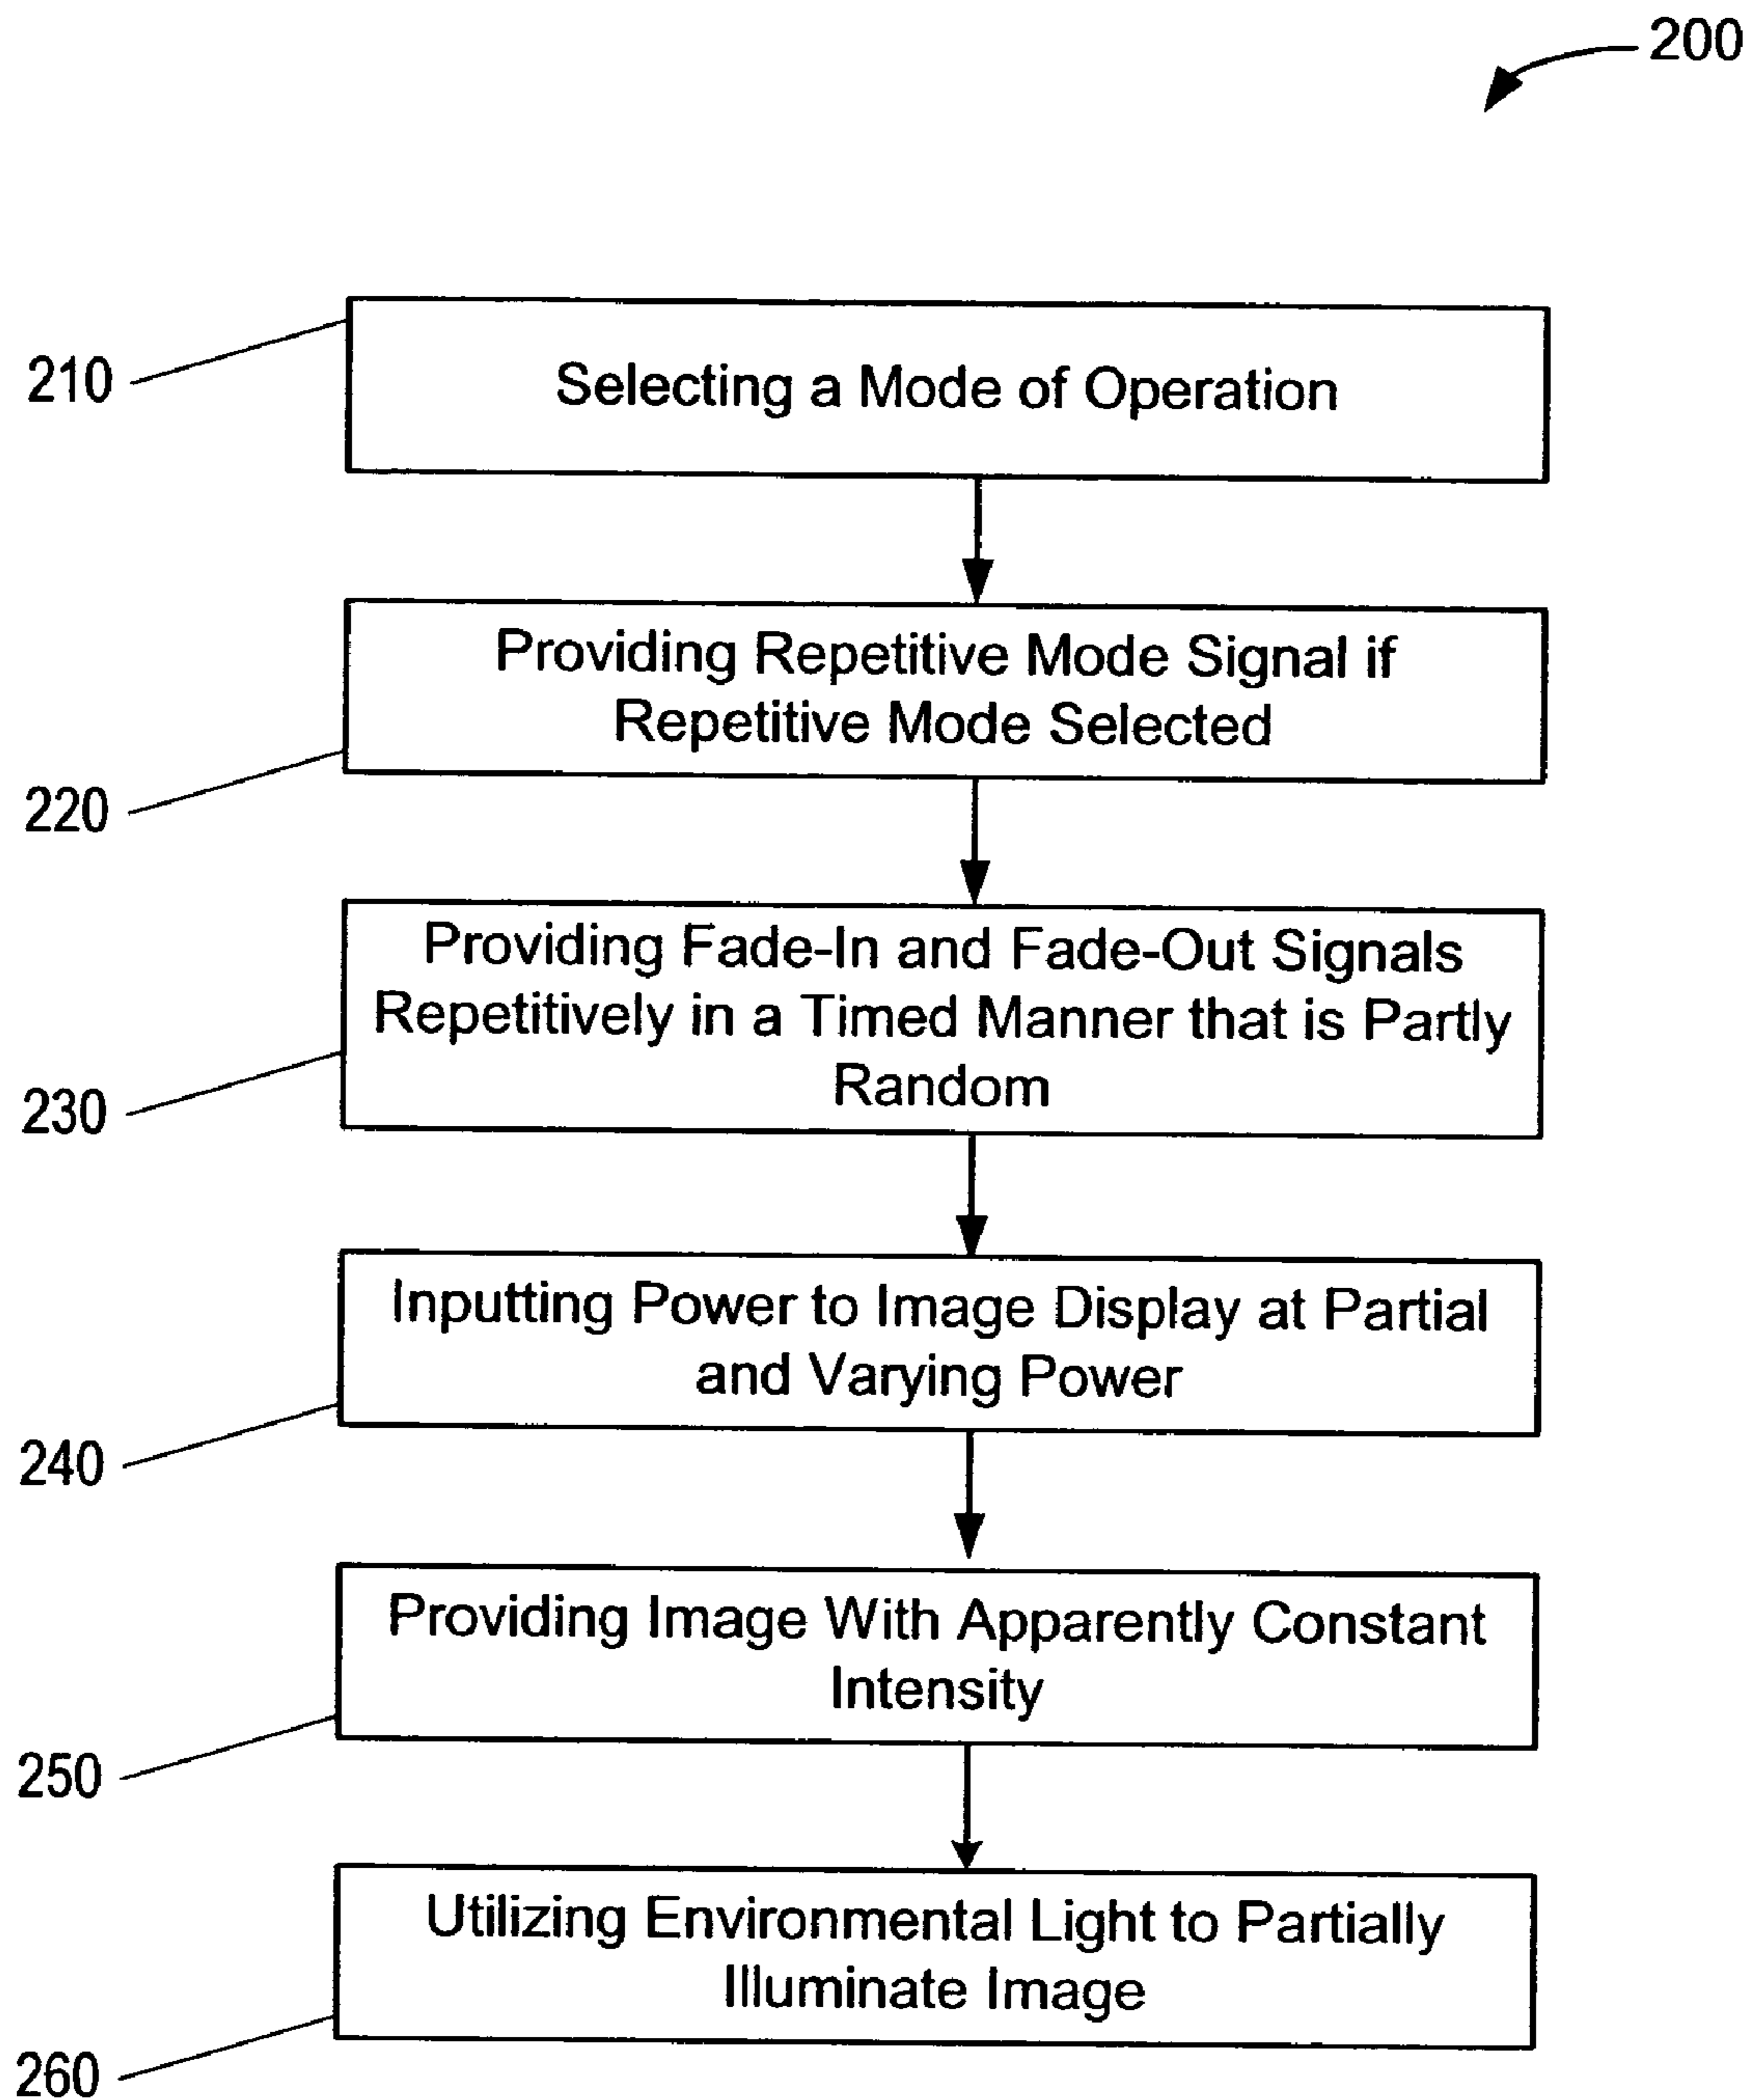 200
210
Selecting a Mode of Operation
Providing Repetitive Mode Signal if
Repetitive Mode Selected
220
Providing Fade-In and Fade-Out Signals
Repetitively in a Timed Manner that is Partly
Random
230
Inputting Power to Image Display at Partial
and Varying Power
240
Providing Image With Apparently Constant
Intensity
250
Utilizing Environmental Light to Partially
Illuminate Image
260